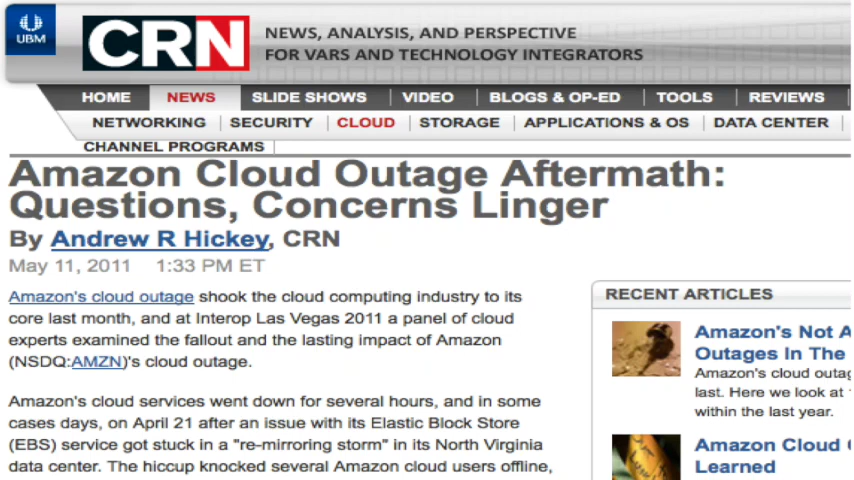 UBM
CRN
NEWS, ANALYSIS, AND PERSPECTIVE
FOR VARS AND TECHNOLOGY INTEGRATORS
HOME NEWS SLIDE SHOWS VIDEO BLOGS & OP-ED TOOLS REVIEWS
NETWORKING SECURITY CLOUD STORAGE APPLICATIONS & OS DATA CENTER
CHANNEL PROGRAMS
Amazon Cloud Outage Aftermath:
Questions, Concerns Linger
By Andrew R Hickey, CRN
May 11, 2011 1:33 PM ET
Amazon's cloud outage shook the cloud computing industry to its
core last month, and at Interop Las Vegas 2011 a panel of cloud
experts examined the fallout and the lasting impact of Amazon
(NSDQ:AMZN)'s cloud outage.
Amazon's cloud services went down for several hours, and in some
cases days, on April 21 after an issue with its Elastic Block Store
(EBS) service got stuck in a "re-mirroring storm" in its North Virginia
data center. The hiccup knocked several Amazon cloud users offline,
RECENT ARTICLES
Amazon's Not A
Outages In The
Amazon's cloud outag
last. Here we look at
within the last year.
Amazon Cloud
Learned